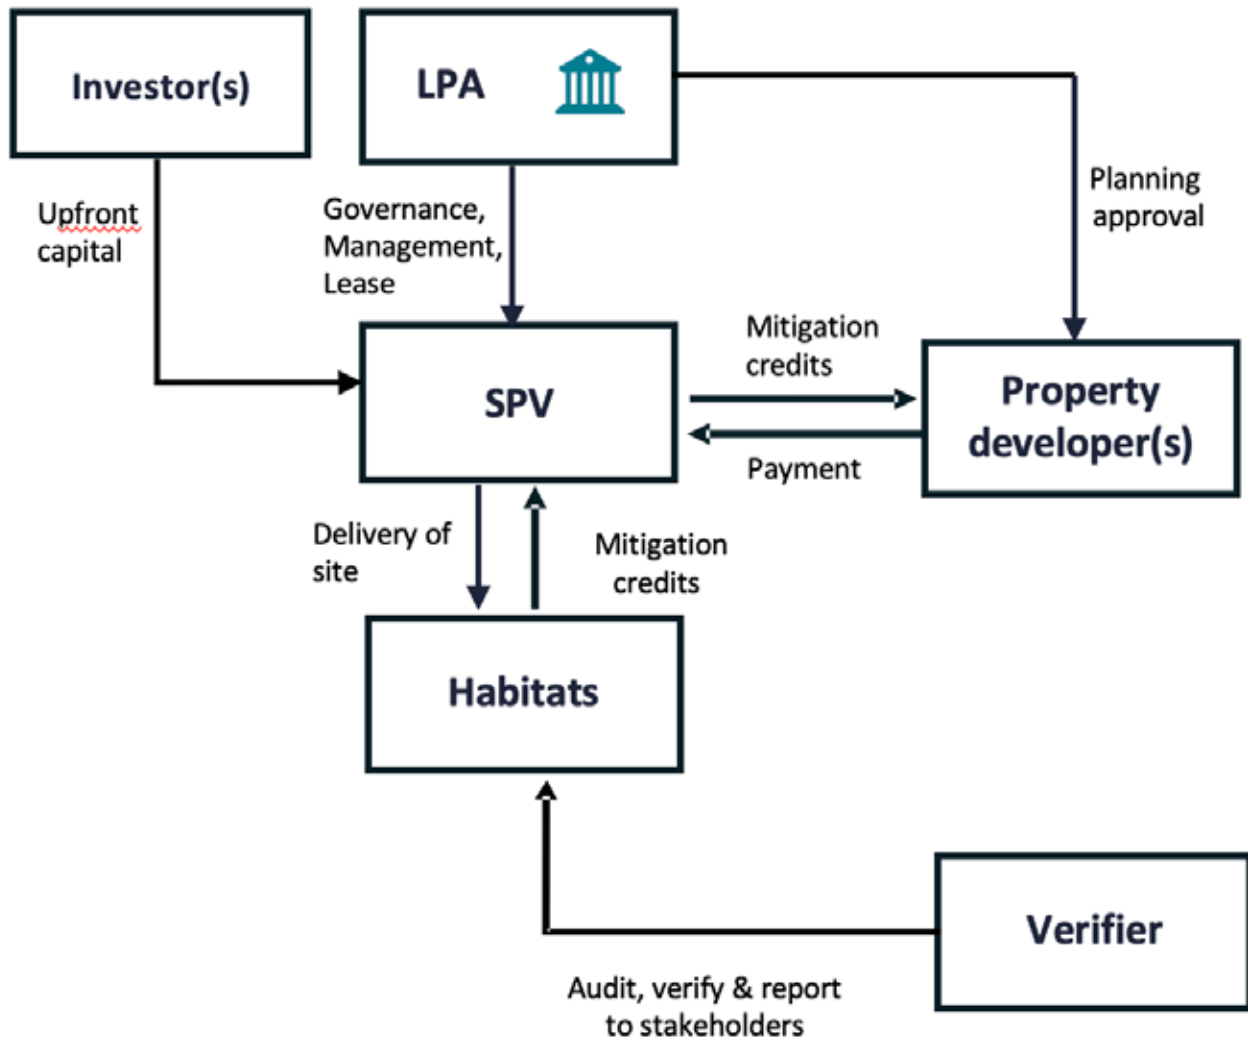 Investor(s)
LPA
Upfront
capital
Governance,
Management,
Lease
Planning
approval
SPV
Mitigation
credits
Payment
Property
developer(s)
Delivery of
site
Mitigation
credits
Habitats
Verifier
Audit, verify & report
to stakeholders